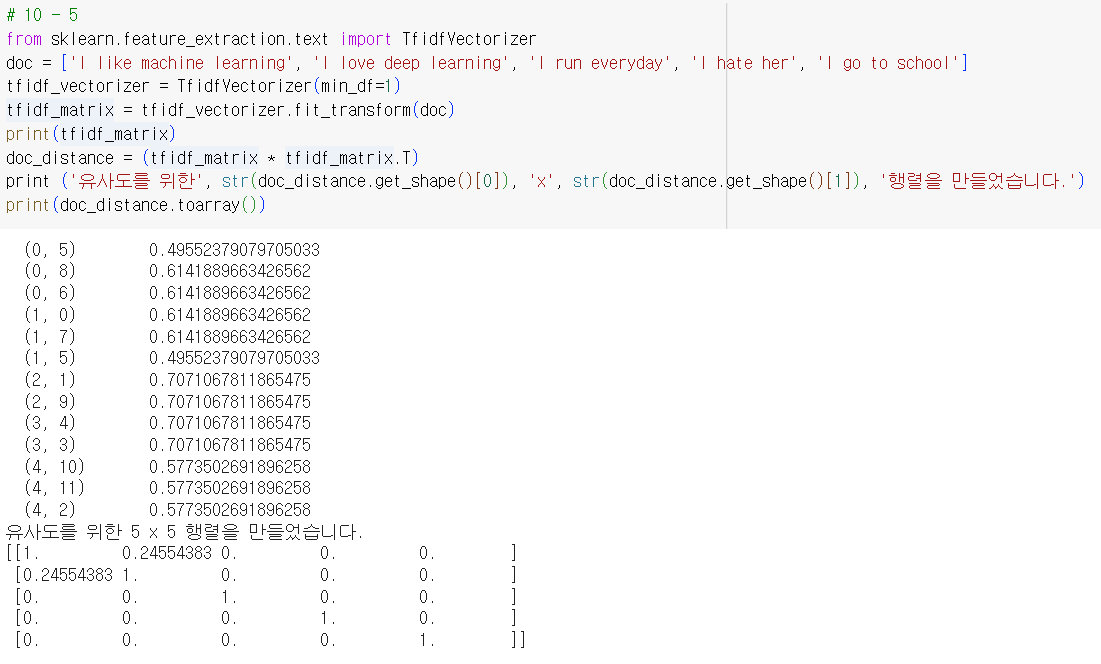 # 10 - 5
from sklearn.feature_extraction.text import TfidfVectorizer
doc = ['I like machine learning', 'I love deep learning', 'I run everyday', 'I hate her', 'I go to school']
tfidf_vectorizer = TfidfVectorizer(min_df=1)
tfidf_matrix = tfidf_vectorizer.fit_transform(doc)
print(tfidf_matrix)
doc_distance = (tfidf_matrix * tfidf_matrix.T)
print ('유사도를 위한', str(doc_distance.get_shape()[0]), 'x', str(doc_distance.get_shape()[1]), '행렬을 만들었습니다.')
print(doc_distance.toarray())
(0, 5) 0.49552379079705033
(0, 8) 0.6141889663426562
(0, 6) 0.6141889663426562
(1, 0) 0.6141889663426562
(1, 7) 0.6141889663426562
(1, 5) 0.49552379079705033
(2, 1) 0.7071067811865475
(2, 9) 0.7071067811865475
(3, 4) 0.7071067811865475
(3, 3) 0.7071067811865475
(4, 10) 0.5773502691896258
(4, 11) 0.5773502691896258
(4, 2) 0.5773502691896258
유사도를 위한 5 x 5 행렬을 만들었습니다.
[[1. 0.24554383 0. 0. 0. ]
[0.24554383 1. 0. 0. 0. ]
[0. 0. 1. 0. 0. ]
[0. 0. 0. 1. 0. ]
[0. 0. 0. 0. 1. ]]